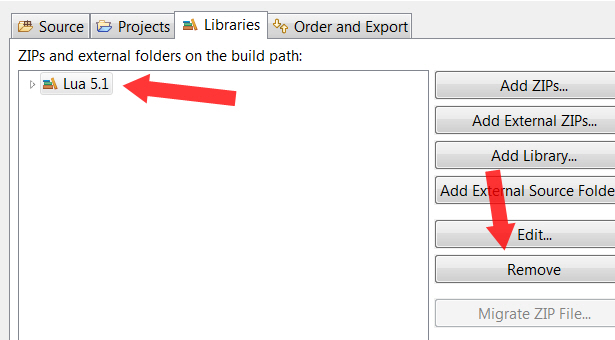 Source Projects Libraries Order and Export
ZIPs and external folders on the build path:
Lua 5.1
Add ZIPs...
Add External ZIPs...
Add Library...
Add External Source Folde
Edit...
Remove
Migrate ZIP File...